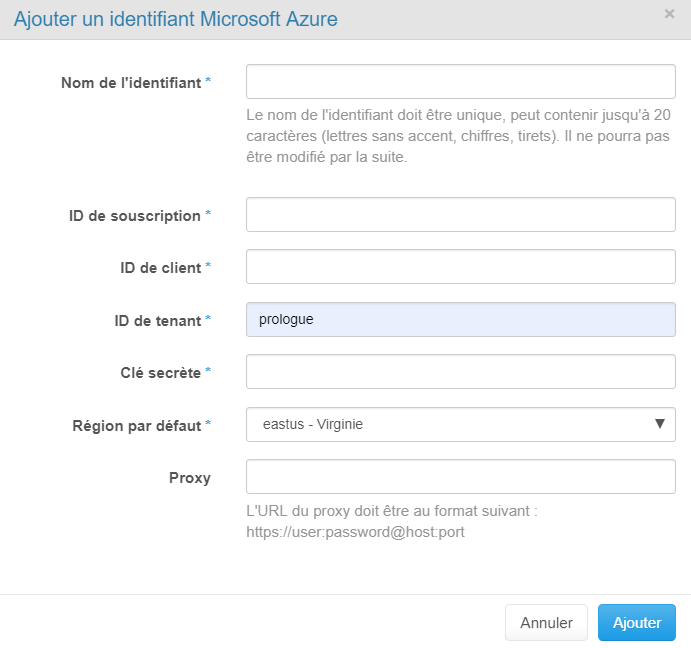 Ajouter un identifiant Microsoft Azure
×
Nom de l'identifiant *
Le nom de l'identifiant doit être unique, peut contenir jusqu'à 20
caractères (lettres sans accent, chiffres, tirets). Il ne pourra pas
être modifié par la suite.
ID de souscription *
ID de client *
ID de tenant * prologue
Clé secrète *
Région par défaut * eastus - Virginie ▼
Proxy
L'URL du proxy doit être au format suivant :
https://user:password@host:port
Annuler Ajouter